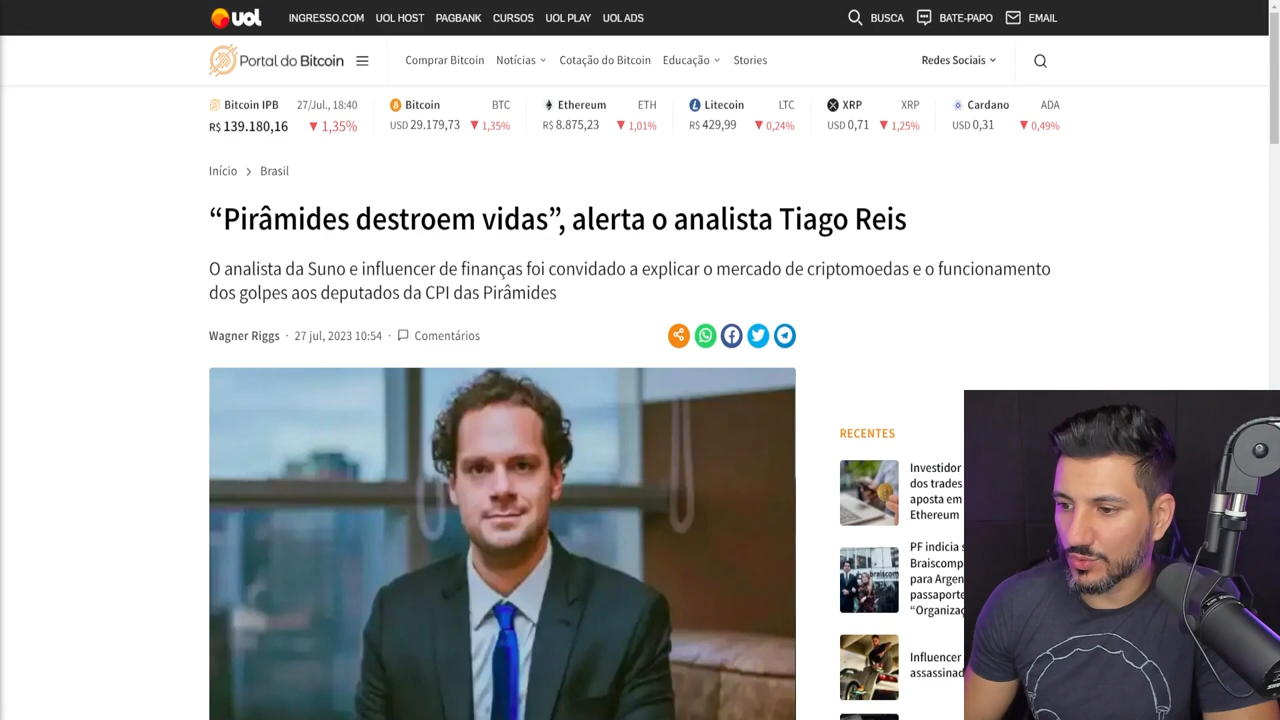 uol INGRESSO.COM UOL HOST PAGBANK CURSOS UOL PLAY UOL ADS BUSCA BATE-PAPO EMAIL
Portal do Bitcoin Comprar Bitcoin Notícias Cotação do Bitcoin Educação Stories Redes Sociais
Bitcoin IPB 27/Jul., 18:40 Bitcoin BTC Ethereum ETH Litecoin LTC XRP XRP Cardano ADA
R$ 139.180,16 ▼ 1,35% USD 29.179,73 ▼ 1,35% R$ 8.875,23 ▼ 1,01% R$ 429,99 ▼ 0,24% USD 0,71 ▼ 1,25% USD 0,31 ▼ 0,49%
Início > Brasil
“Pirâmides destroem vidas”, alerta o analista Tiago Reis
O analista da Suno e influencer de finanças foi convidado a explicar o mercado de criptomoedas e o funcionamento
dos golpes aos deputados da CPI das Pirâmides
Wagner Riggs · 27 jul, 2023 10:54 · Comentários
RECENTES
Investidor
dos trades
aposta em
Ethereum
PF indicia
Braiscomp
para Argen
passaporte
“Organizaç
Influencer
assassinad